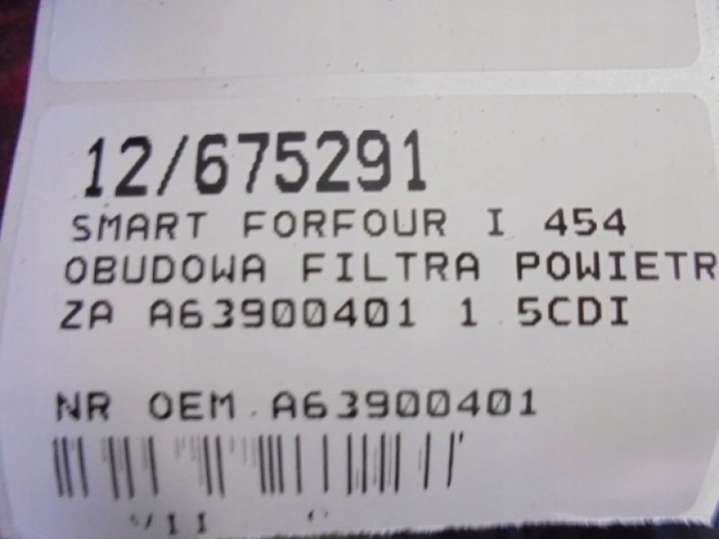 12/675291
SMART FORFOUR I 454
OBUDOWA FILTRA POWIETR
ZA A63900401 1.5CDI
NR OEM.A63900401